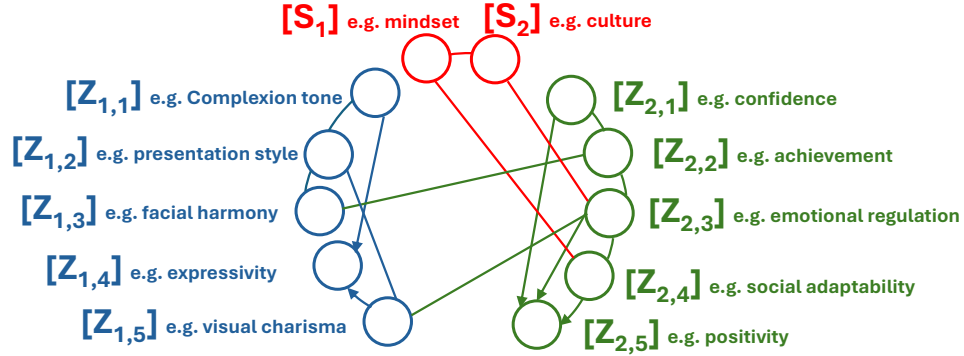 [S1] e.g. mindset [S2] e.g. culture
[Z1,1] e.g. Complexion tone
[Z1,2] e.g. presentation style
[Z1,3] e.g. facial harmony
[Z1,4] e.g. expressivity
[Z1,5] e.g. visual charisma
[Z2,1] e.g. confidence
[Z2,2] e.g. achievement
[Z2,3] e.g. emotional regulation
[Z2,4] e.g. social adaptability
[Z2,5] e.g. positivity